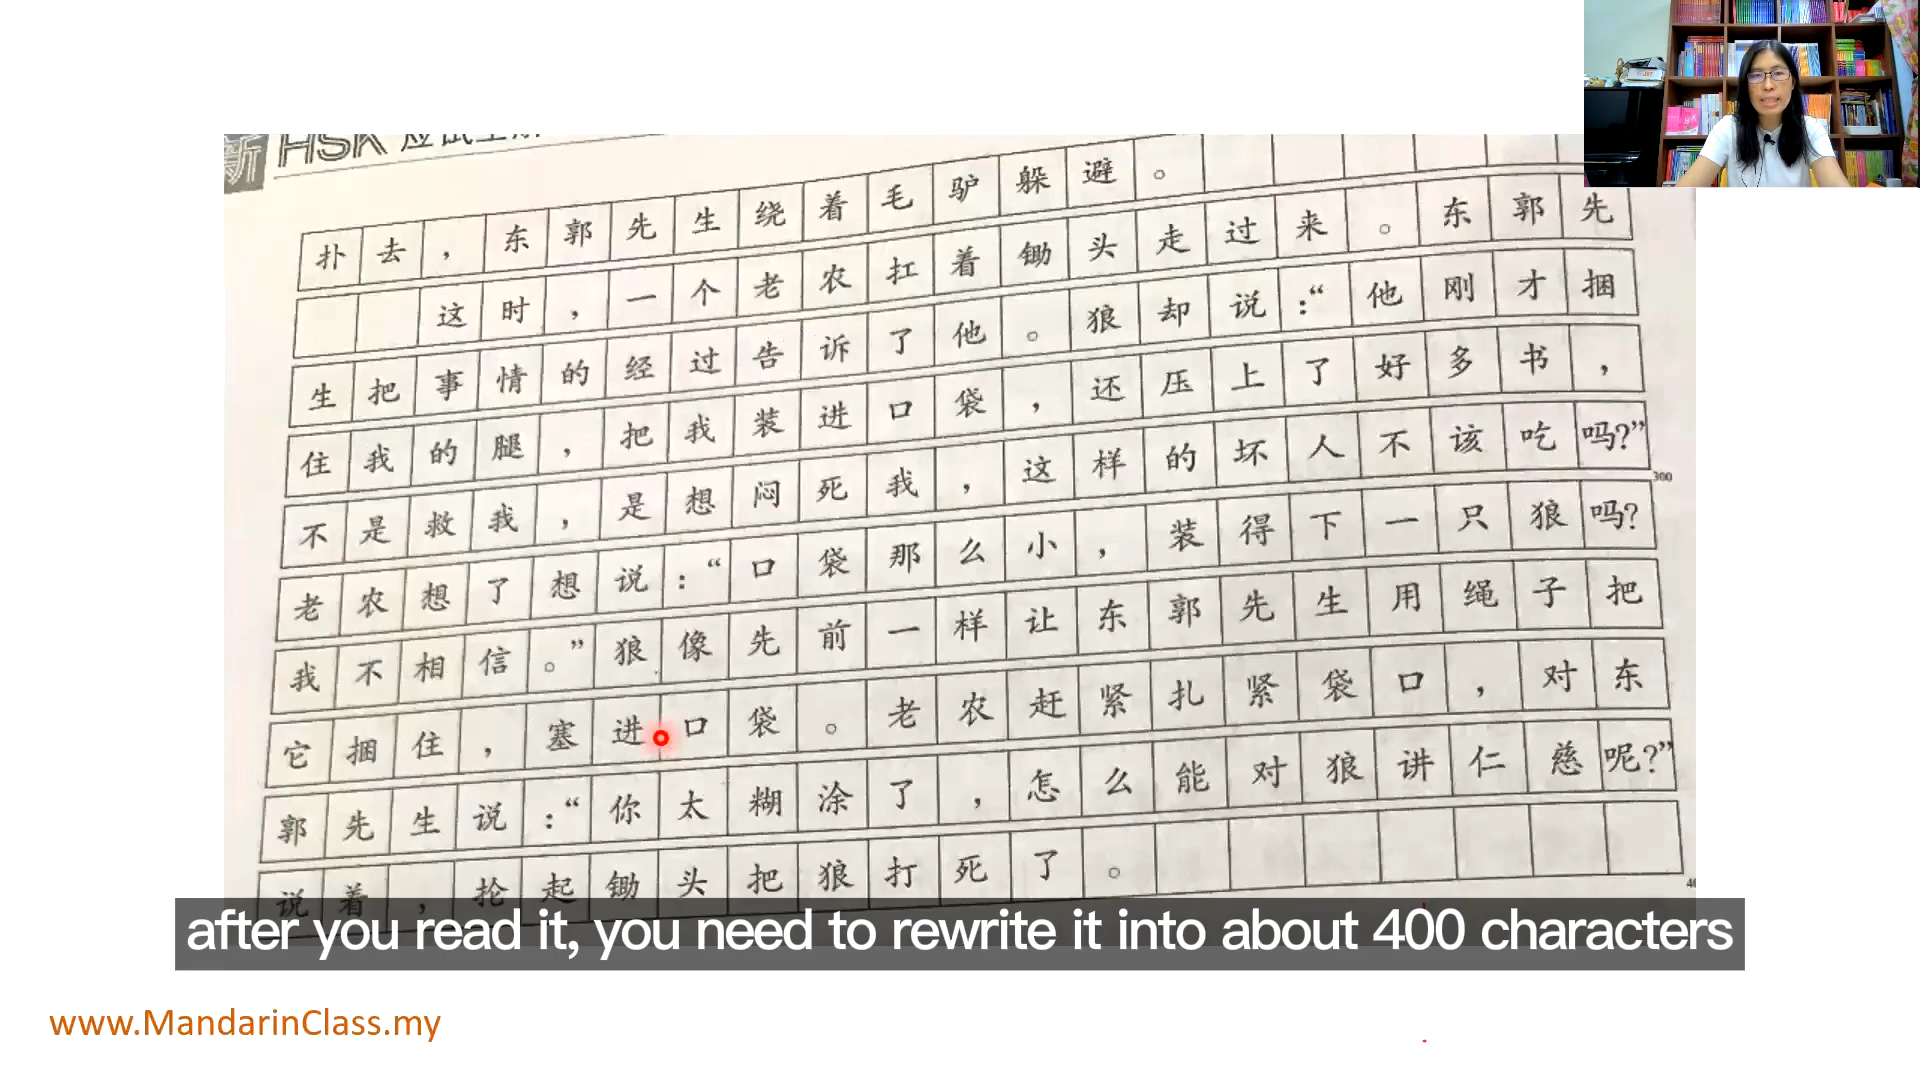 新 HSK 应试全解
扑去，东郭先生绕着毛驴躲避。
这时，一个老农扛着锄头走过来。东郭先
生把事情的经过告诉了他。狼却说：“他刚才捆
住我的腿，把我装进口袋，还压上了好多书，
不是救我，是想闷死我，这样的坏人不该吃吗？”
300
老农想了想说：“口袋那么小，装得下一只狼吗？
我不相信。”狼像先前一样让东郭先生用绳子把
它捆住，塞进口袋。老农赶紧扎紧袋口，对东
郭先生说：“你太糊涂了，怎么能对狼讲仁慈呢？”
说着，抡起锄头把狼打死了。
after you read it, you need to rewrite it into about 400 characters
www.MandarinClass.my